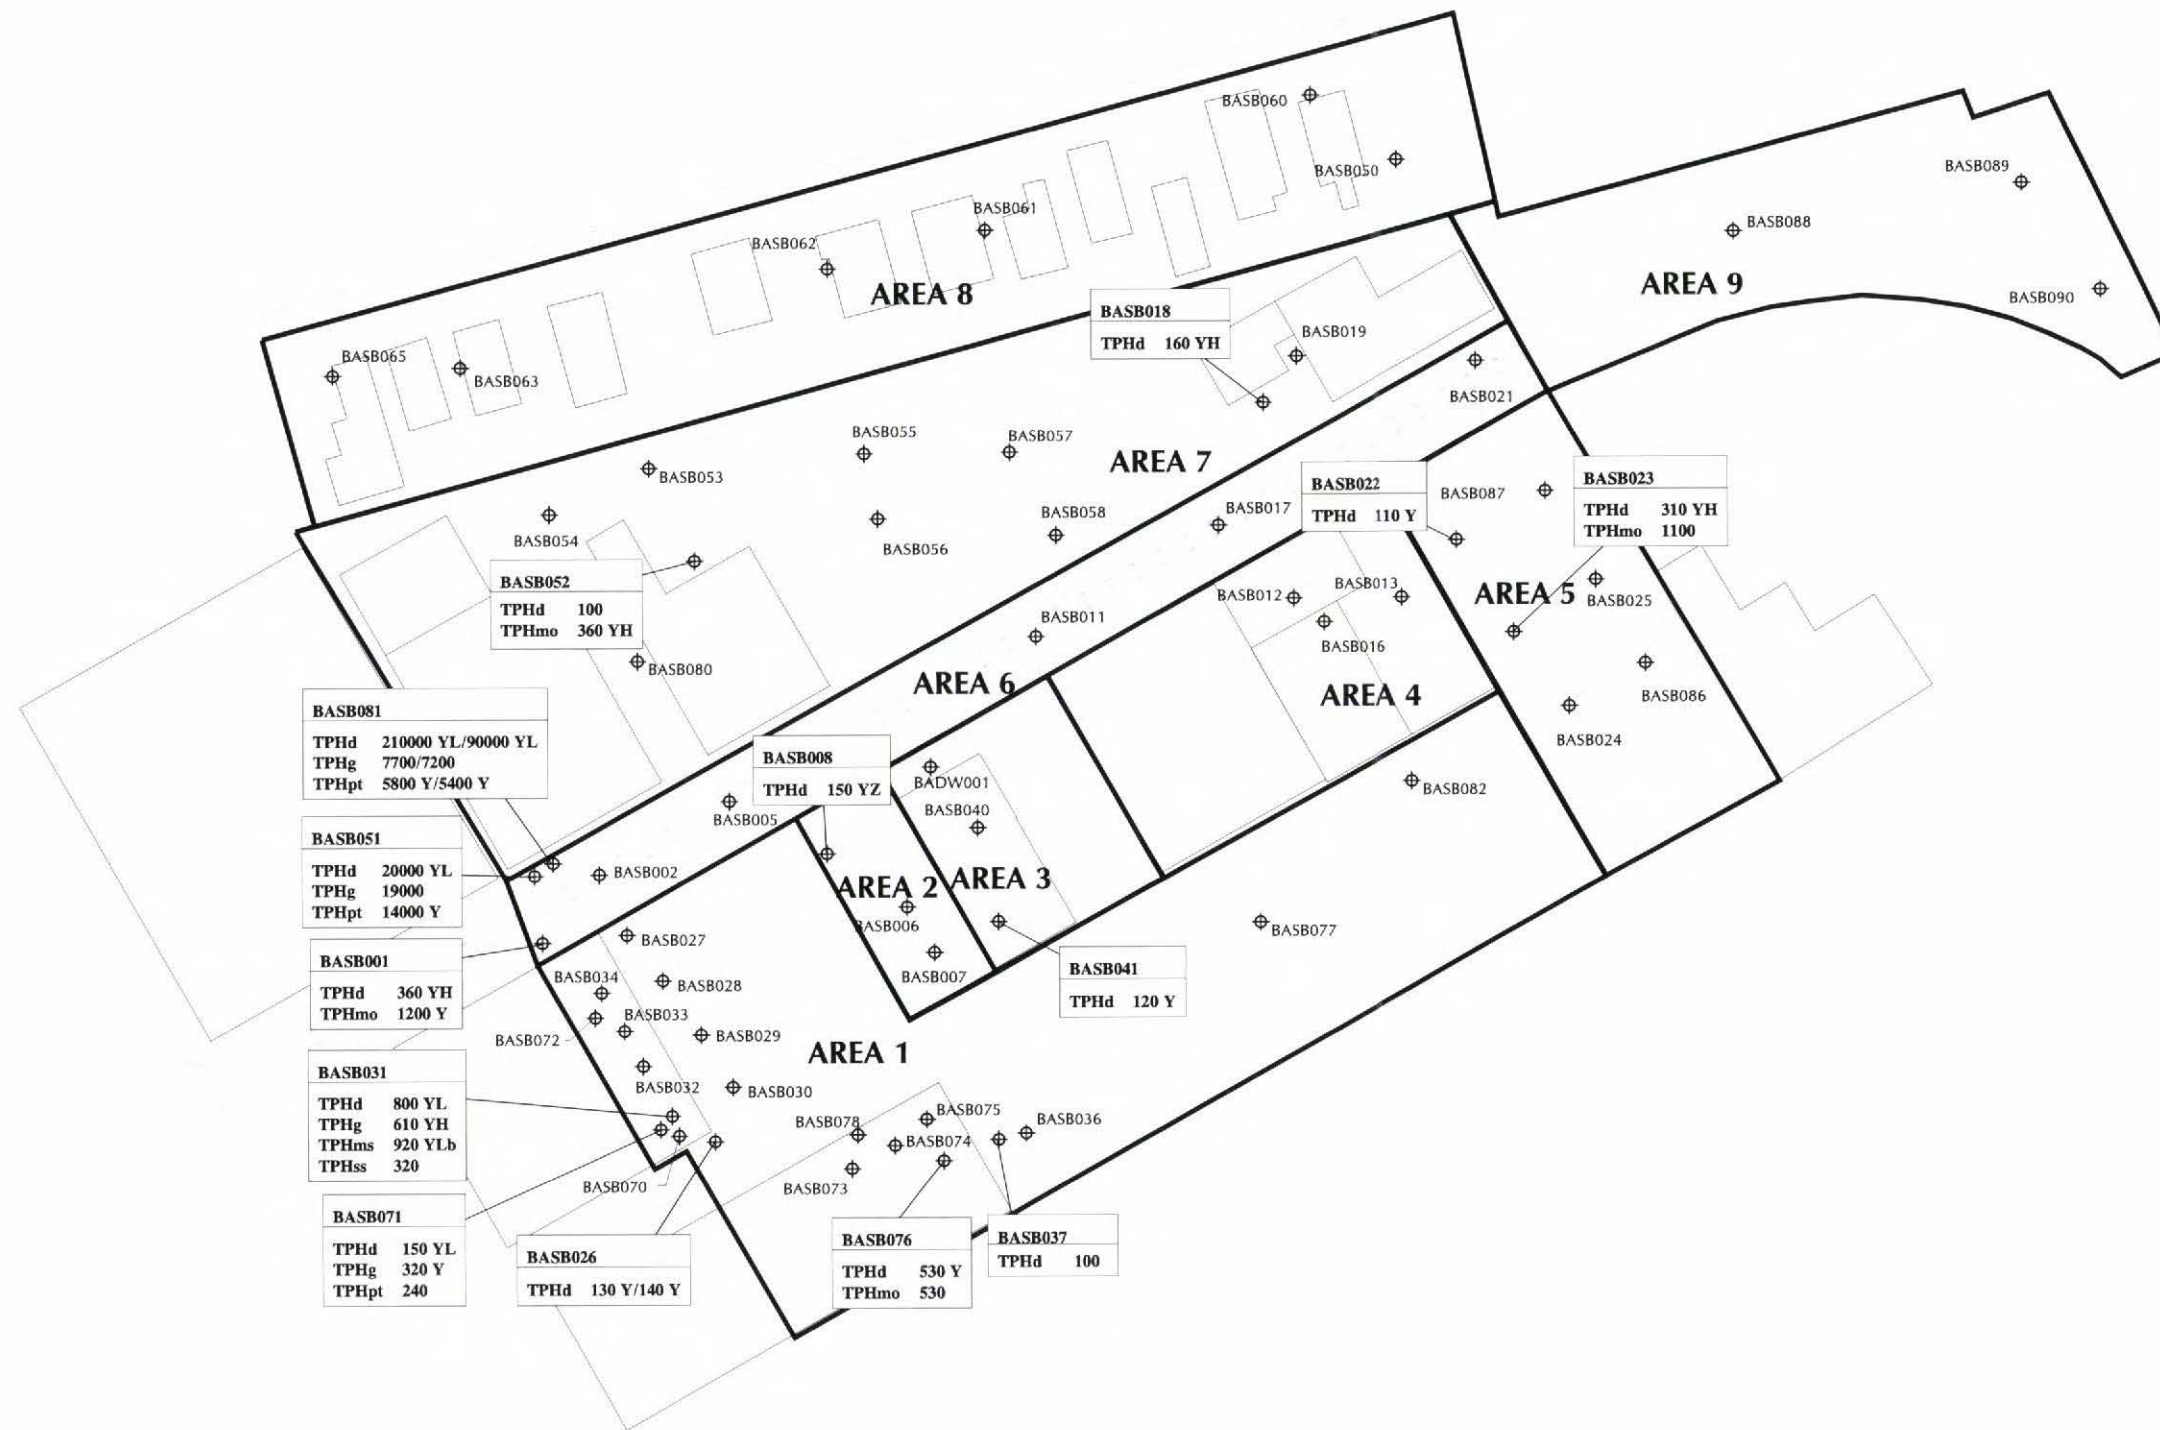 BASB060
BASB050
BASB089
BASB088
BASB061
BASB062
AREA 8
AREA 9
BASB090
BASB018
TPHd 160 YH
BASB019
BASB065
BASB063
BASB021
BASB055
BASB057
BASB053
AREA 7
BASB054
BASB056
BASB058
BASB017
BASB022
TPHd 110 Y
BASB087
BASB023
TPHd 310 YH
TPHmo 1100
BASB052
TPHd 100
TPHmo 360 YH
BASB080
BASB011
BASB012
BASB013
BASB016
AREA 5
BASB025
BASB086
BASB024
AREA 6
AREA 4
BASB081
TPHd 210000 YL/90000 YL
TPHg 7700/7200
TPHpt 5800 Y/5400 Y
BASB008
TPHd 150 YZ
BADW001
BASB040
BASB005
BASB082
BASB051
TPHd 20000 YL
TPHg 19000
TPHpt 14000 Y
BASB002
AREA 2
AREA 3
BASB006
BASB007
BASB077
BASB027
BASB001
TPHd 360 YH
TPHmo 1200 Y
BASB034
BASB028
BASB041
TPHd 120 Y
BASB033
BASB072
BASB029
AREA 1
BASB032
BASB030
BASB031
TPHd 800 YL
TPHg 610 YH
TPHms 920 YLb
TPHss 320
BASB078
BASB075
BASB036
BASB074
BASB073
BASB070
BASB071
TPHd 150 YL
TPHg 320 Y
TPHpt 240
BASB026
TPHd 130 Y/140 Y
BASB076
TPHd 530 Y
TPHmo 530
BASB037
TPHd 100